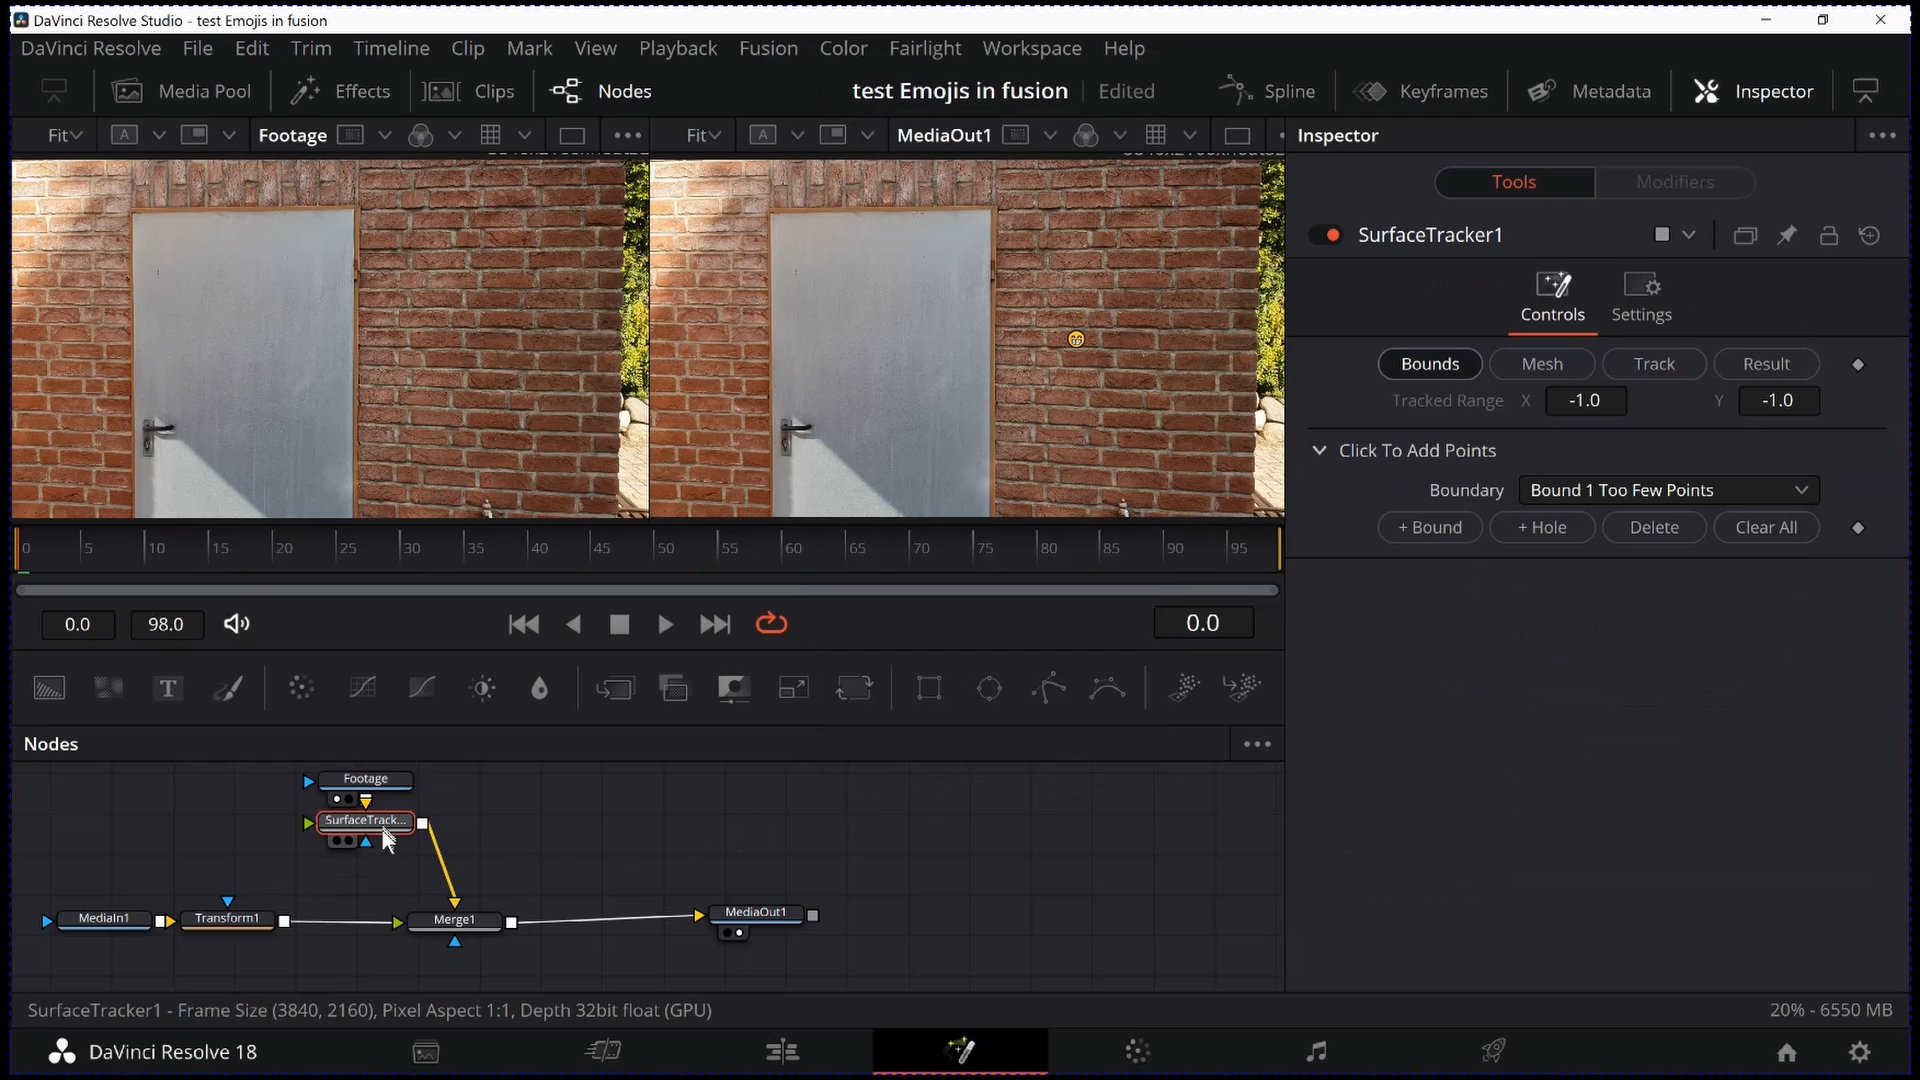 DaVinci Resolve Studio - test Emojis in fusion
DaVinci Resolve File Edit Trim Timeline Clip Mark View Playback Fusion Color Fairlight Workspace Help
Media Pool Effects Clips Nodes test Emojis in fusion Edited Spline Keyframes Metadata Inspector
Fit A Footage Fit A MediaOut1 Inspector
Tools Modifiers
SurfaceTracker1
Controls Settings
Bounds Mesh Track Result
Tracked Range X -1.0 Y -1.0
Click To Add Points
Boundary Bound 1 Too Few Points
+ Bound + Hole Delete Clear All
0 5 10 15 20 25 30 35 40 45 50 55 60 65 70 75 80 85 90 95
0.0 98.0 0.0
T
Nodes
Footage
SurfaceTrack...
MediaIn1 Transform1 Merge1 MediaOut1
SurfaceTracker1 - Frame Size (3840, 2160), Pixel Aspect 1:1, Depth 32bit float (GPU) 20% - 6550 MB
DaVinci Resolve 18